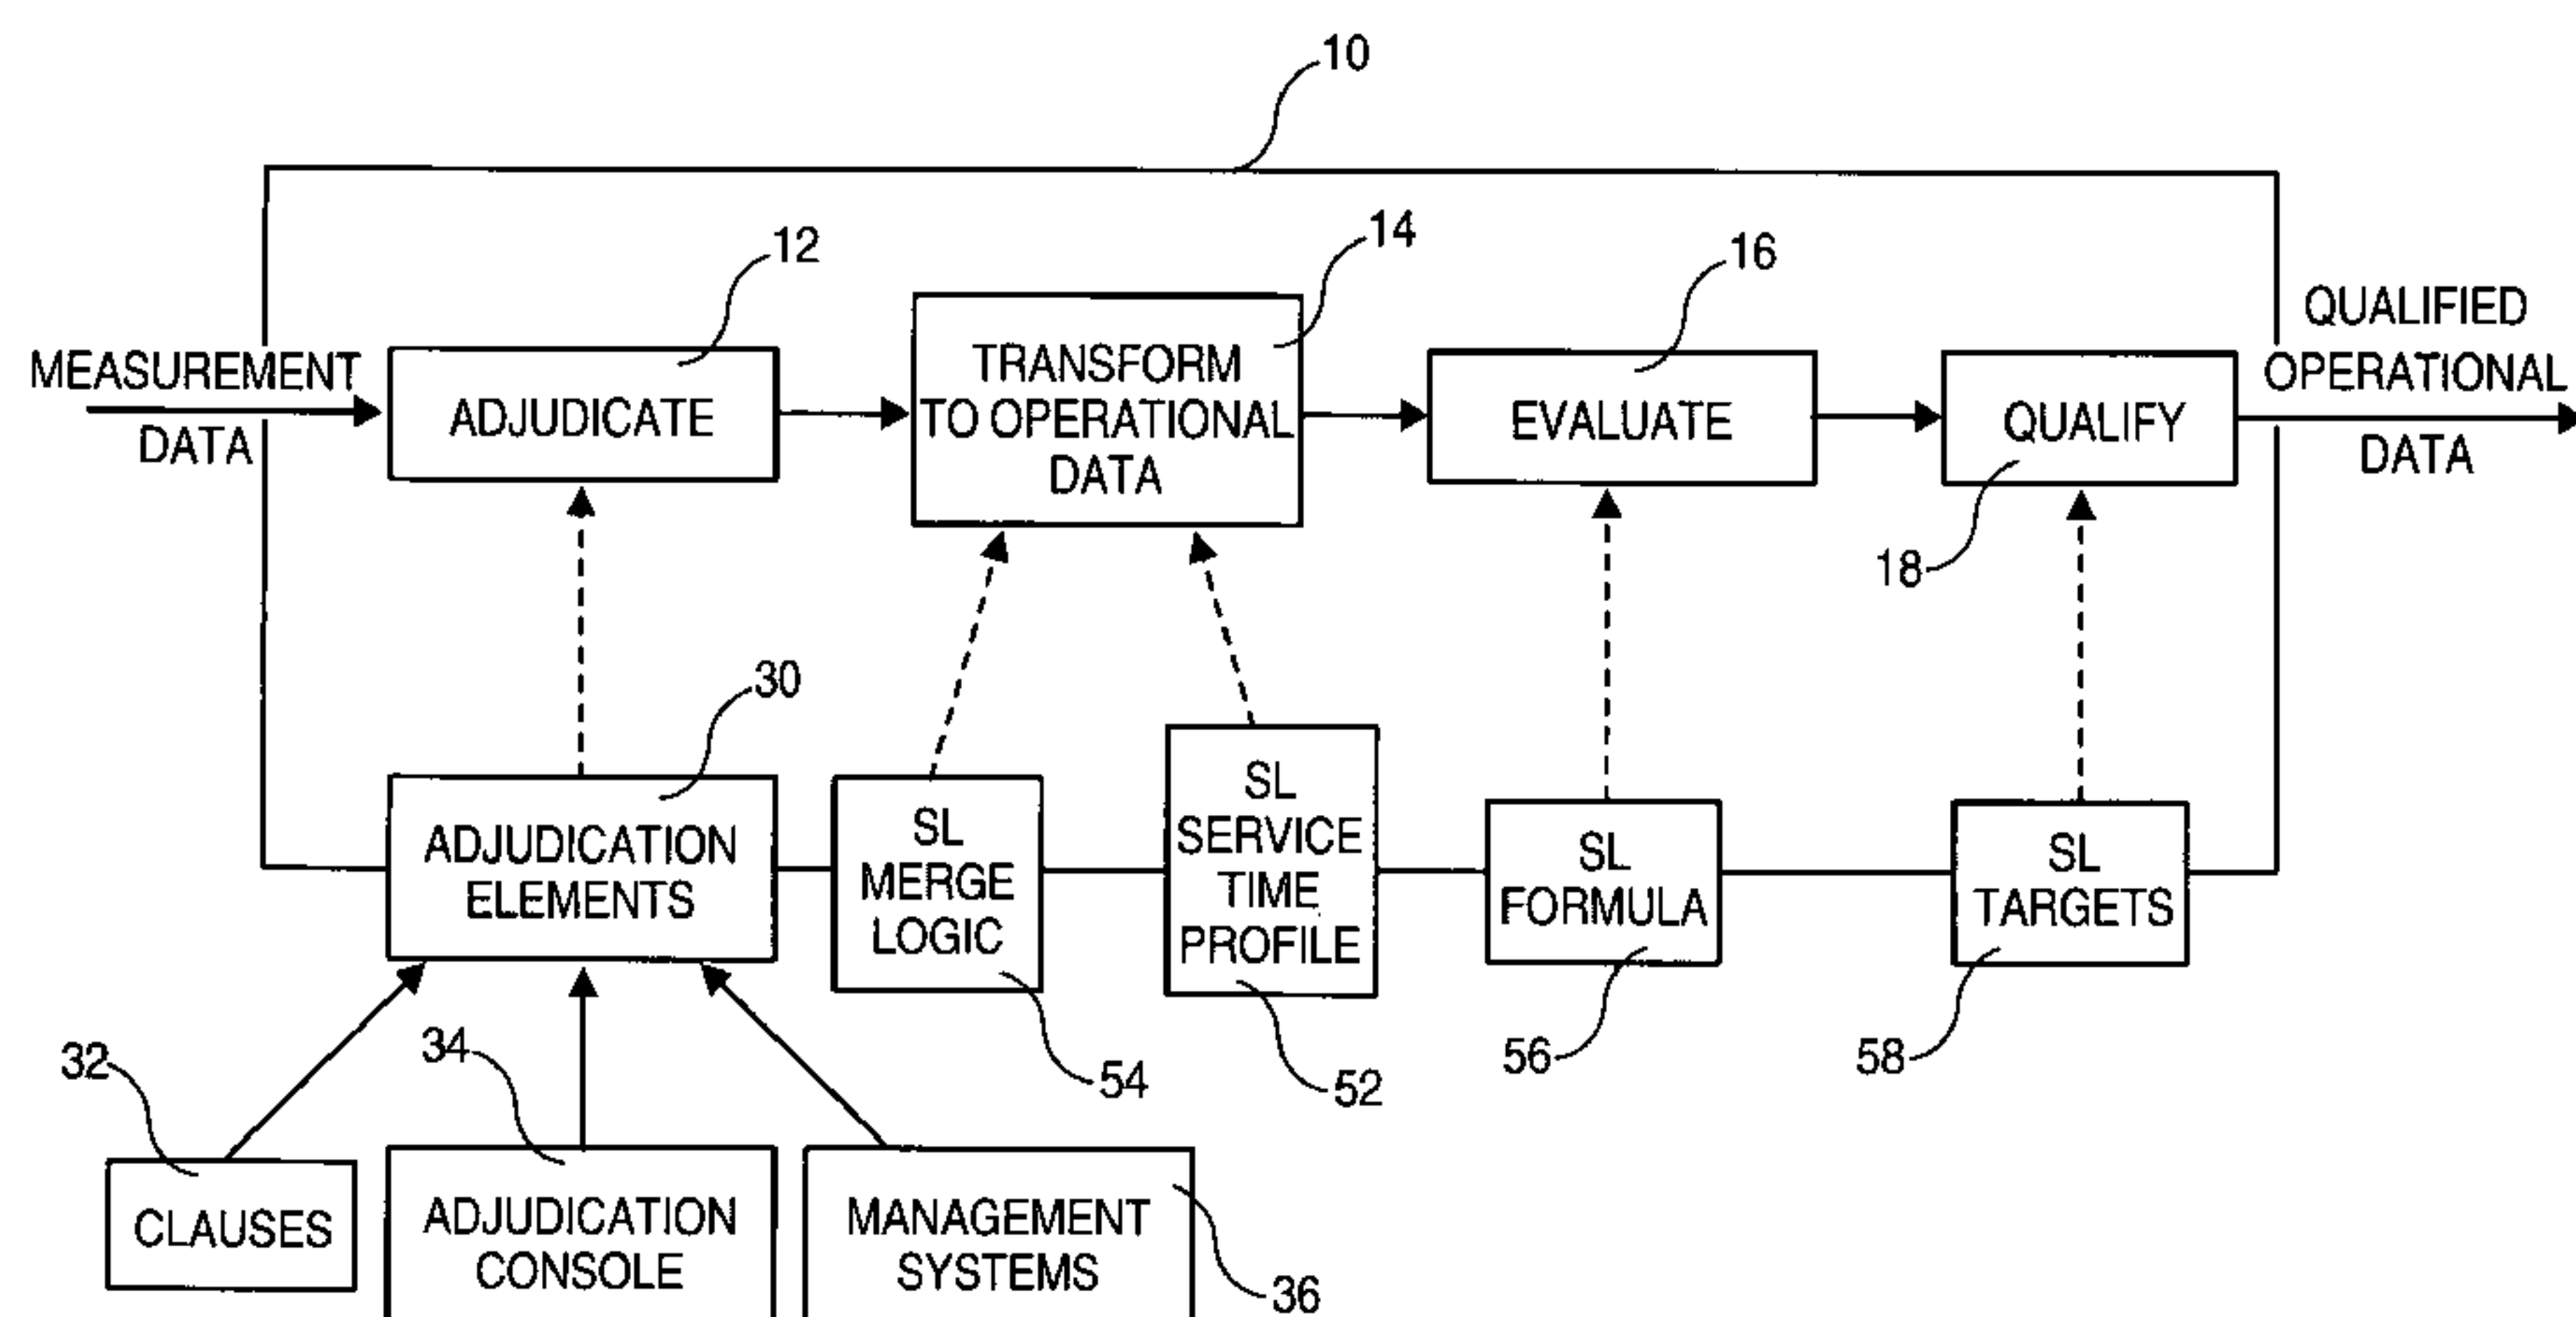 10
12
14
16
MEASUREMENT
DATA
ADJUDICATE
TRANSFORM
TO OPERATIONAL
DATA
EVALUATE
QUALIFY
18
QUALIFIED
OPERATIONAL
DATA
30
ADJUDICATION
ELEMENTS
SL
MERGE
LOGIC
54
SL
SERVICE
TIME
PROFILE
52
SL
FORMULA
56
SL
TARGETS
58
32
CLAUSES
34
ADJUDICATION
CONSOLE
MANAGEMENT
SYSTEMS
36